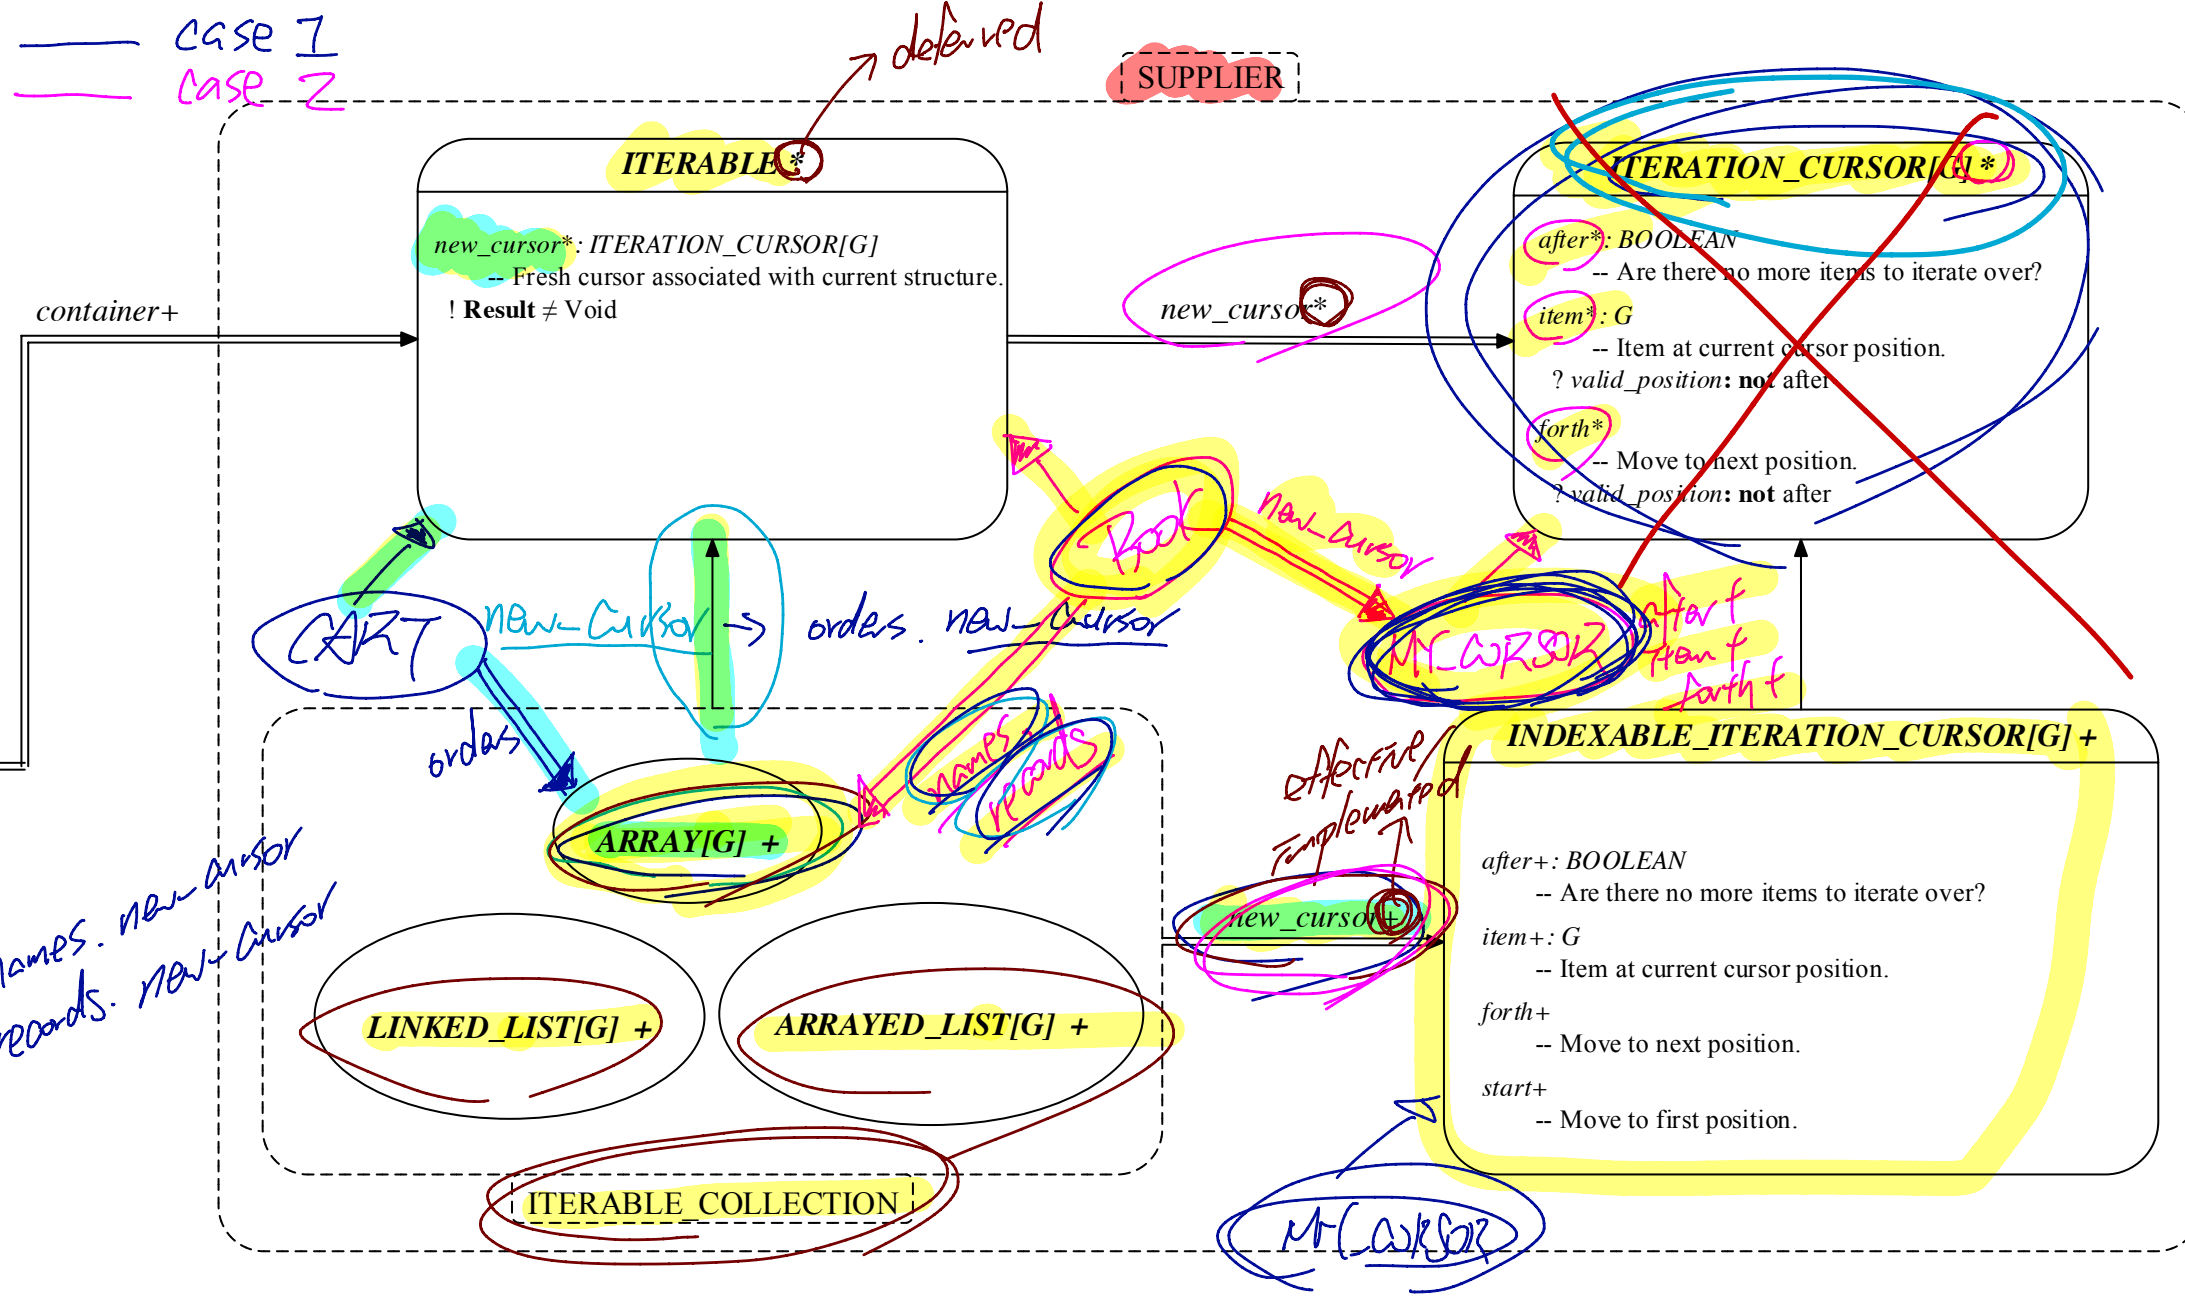 case 1
case 2
deferred
SUPPLIER
ITERABLE *
new_cursor*: ITERATION_CURSOR[G]
-- Fresh cursor associated with current structure.
! Result ≠ Void
container+
new_cursor*
ITERATION_CURSOR[G] *
after*: BOOLEAN
-- Are there no more items to iterate over?
item*: G
-- Item at current cursor position.
? valid_position: not after
forth*
-- Move to next position.
? valid_position: not after
Book
new_cursor
CART
new_cursor → orders. new_cursor
MY_CURSOR
after +
item +
forth +
orders
names
records
ARRAY[G] +
LINKED_LIST[G] +
ARRAYED_LIST[G] +
ITERABLE_COLLECTION
names. new_cursor
records. new_cursor
effective/
Implemented
new_cursor+
INDEXABLE_ITERATION_CURSOR[G] +
after+: BOOLEAN
-- Are there no more items to iterate over?
item+: G
-- Item at current cursor position.
forth+
-- Move to next position.
start+
-- Move to first position.
MY_CURSOR